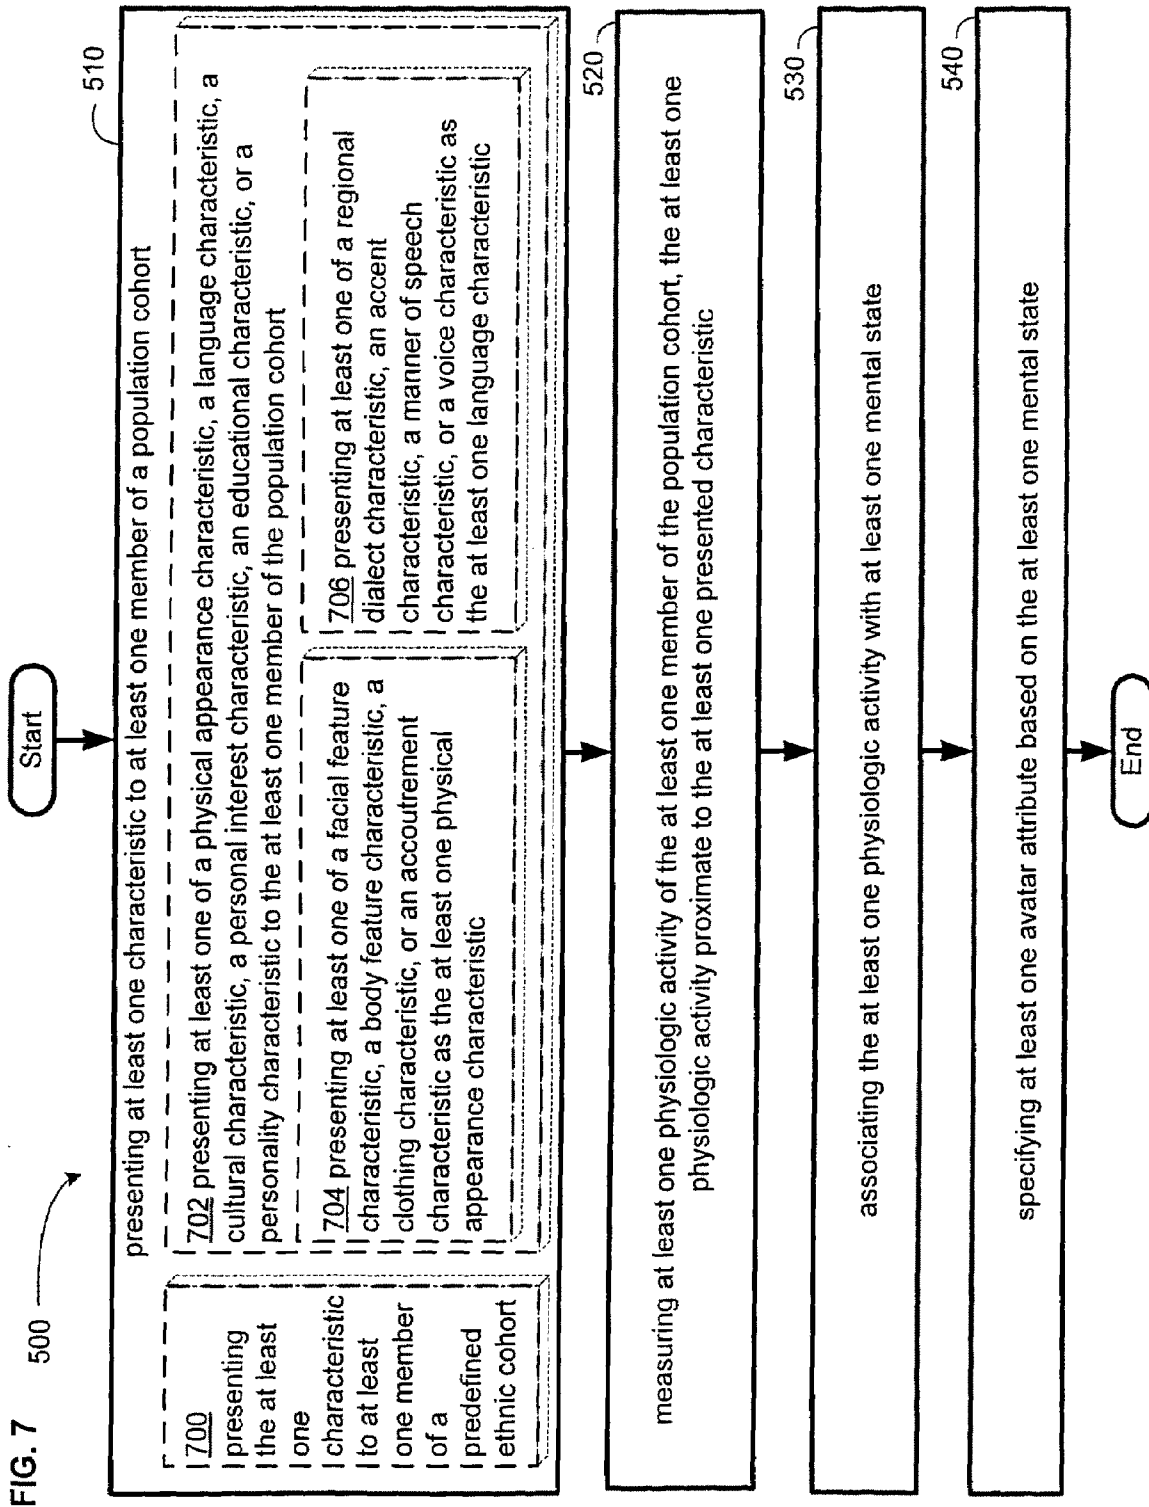 FIG. 7
500
Start
510
presenting at least one characteristic to at least one member of a population cohort
700
presenting
the at least
one
characteristic
to at least
one member
of a
predefined
ethnic cohort
702 presenting at least one of a physical appearance characteristic, a language characteristic, a
cultural characteristic, a personal interest characteristic, an educational characteristic, or a
personality characteristic to the at least one member of the population cohort
704 presenting at least one of a facial feature
characteristic, a body feature characteristic, a
clothing characteristic, or an accoutrement
characteristic as the at least one physical
appearance characteristic
706 presenting at least one of a regional
dialect characteristic, an accent
characteristic, a manner of speech
characteristic, or a voice characteristic as
the at least one language characteristic
520
measuring at least one physiologic activity of the at least one member of the population cohort, the at least one
physiologic activity proximate to the at least one presented characteristic
530
associating the at least one physiologic activity with at least one mental state
540
specifying at least one avatar attribute based on the at least one mental state
End